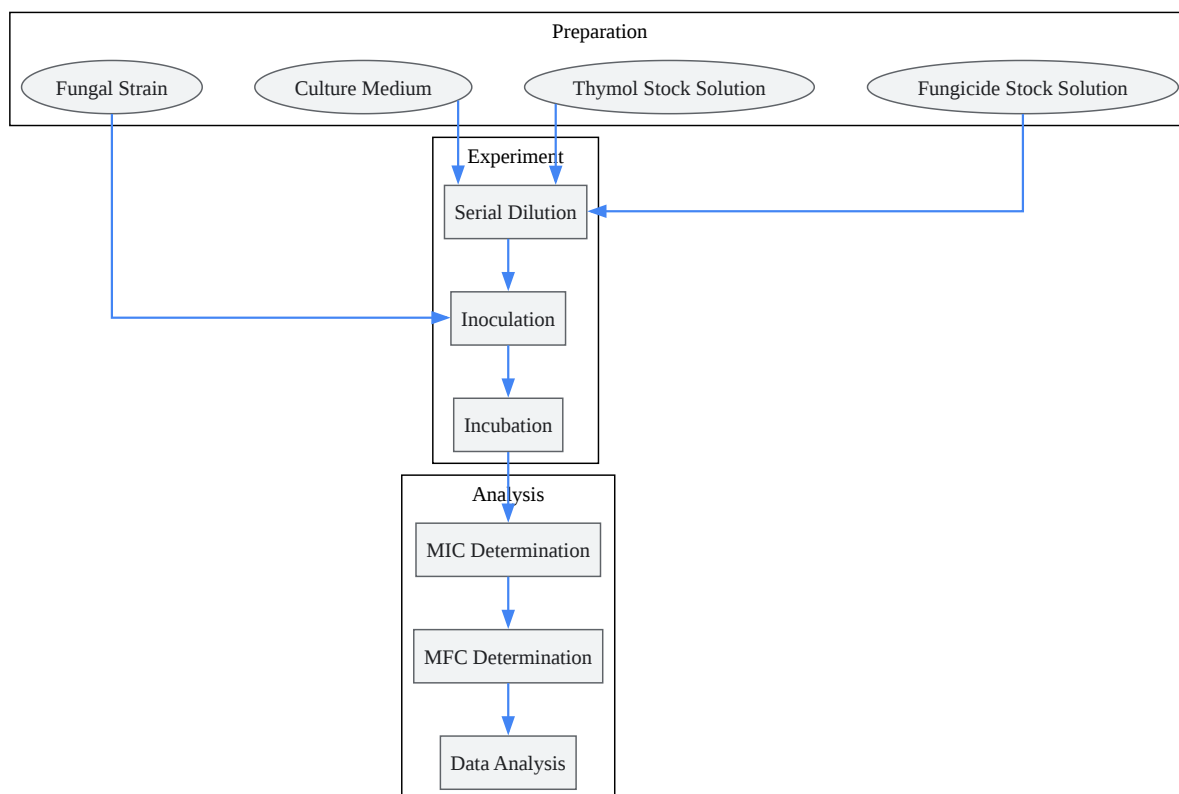 Preparation
Fungal Strain
Culture Medium
Thymol Stock Solution
Fungicide Stock Solution
Experiment
Serial Dilution
Inoculation
Incubation
Analysis
MIC Determination
MFC Determination
Data Analysis